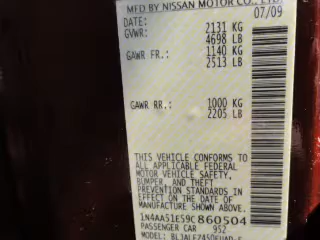 MFD BY NISSAN MOTOR CO., LTD.
DATE: 07/09
GVWR: 2131 KG
4698 LB
GAWR FR.: 1140 KG
2513 LB
GAWR RR.: 1000 KG
2205 LB
THIS VEHICLE CONFORMS TO
ALL APPLICABLE FEDERAL
MOTOR VEHICLE SAFETY,
BUMPER, AND THEFT
PREVENTION STANDARDS IN
EFFECT ON THE DATE OF
MANUFACTURE SHOWN ABOVE.
1N4AA51E59C860504
PASSENGER CAR 952